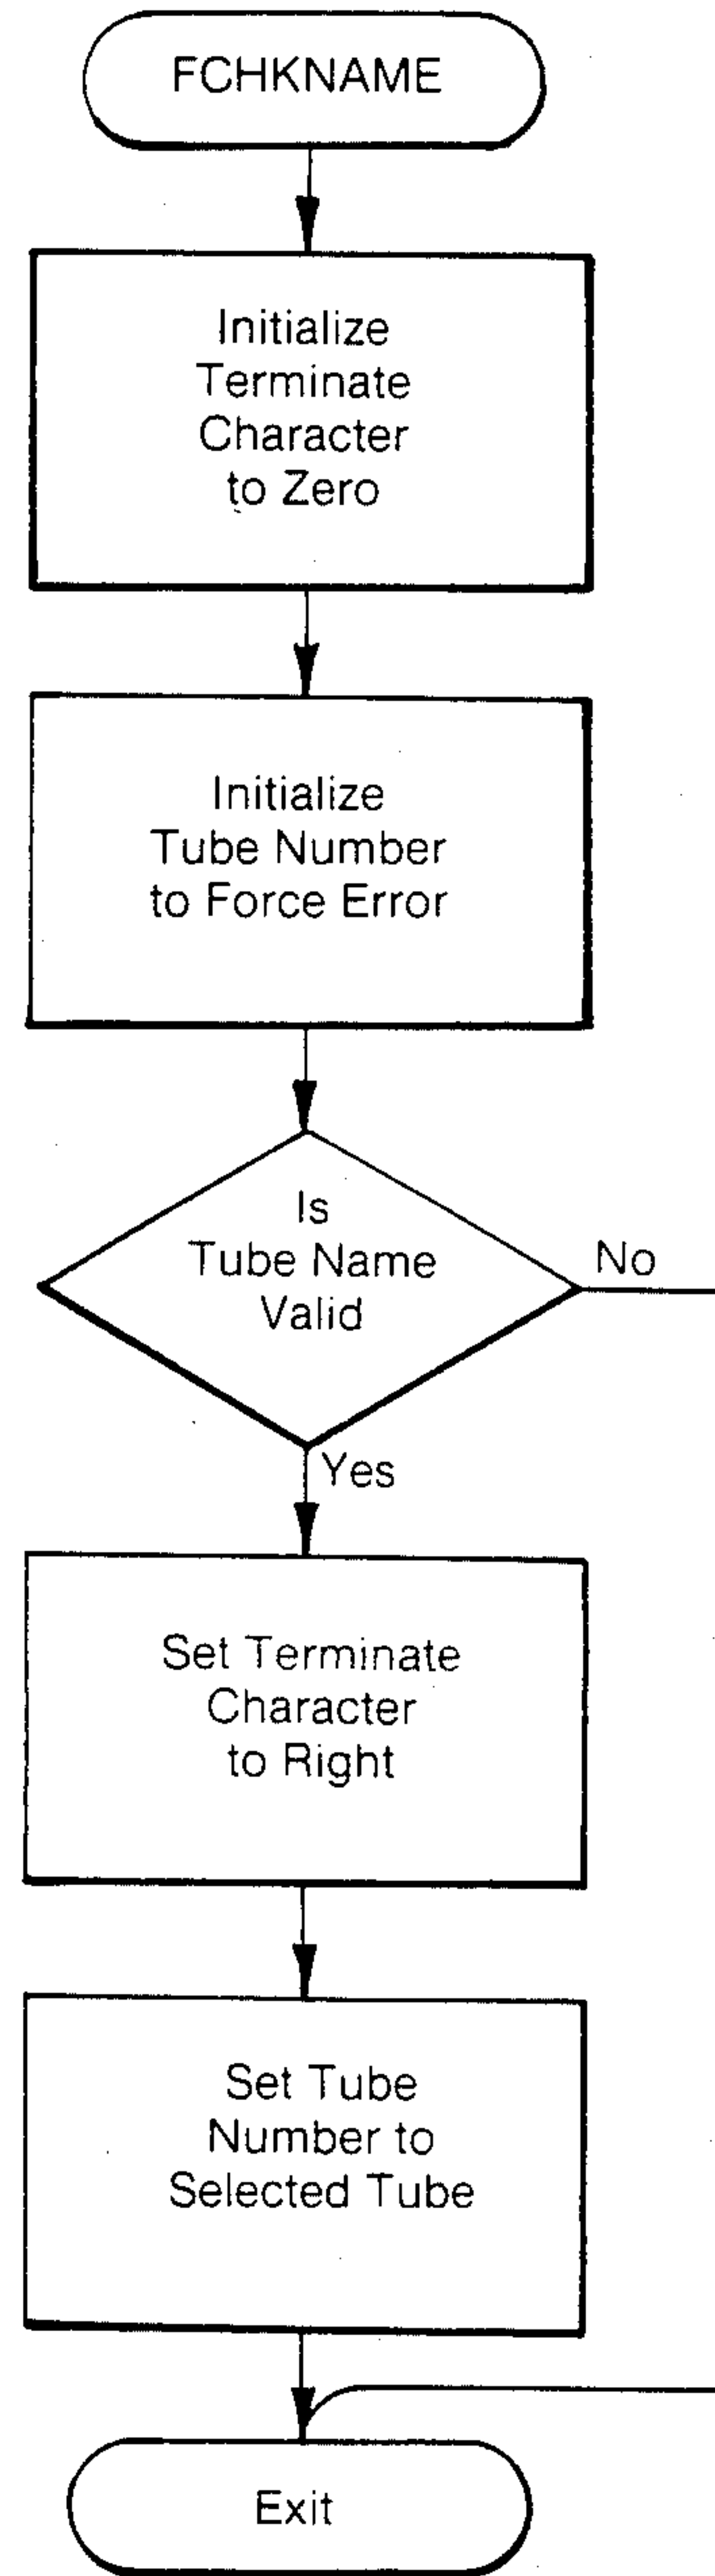 FCHKNAME
Initialize
Terminate
Character
to Zero
Initialize
Tube Number
to Force Error
Is
Tube Name
Valid
No
Yes
Set Terminate
Character
to Right
Set Tube
Number to
Selected Tube
Exit